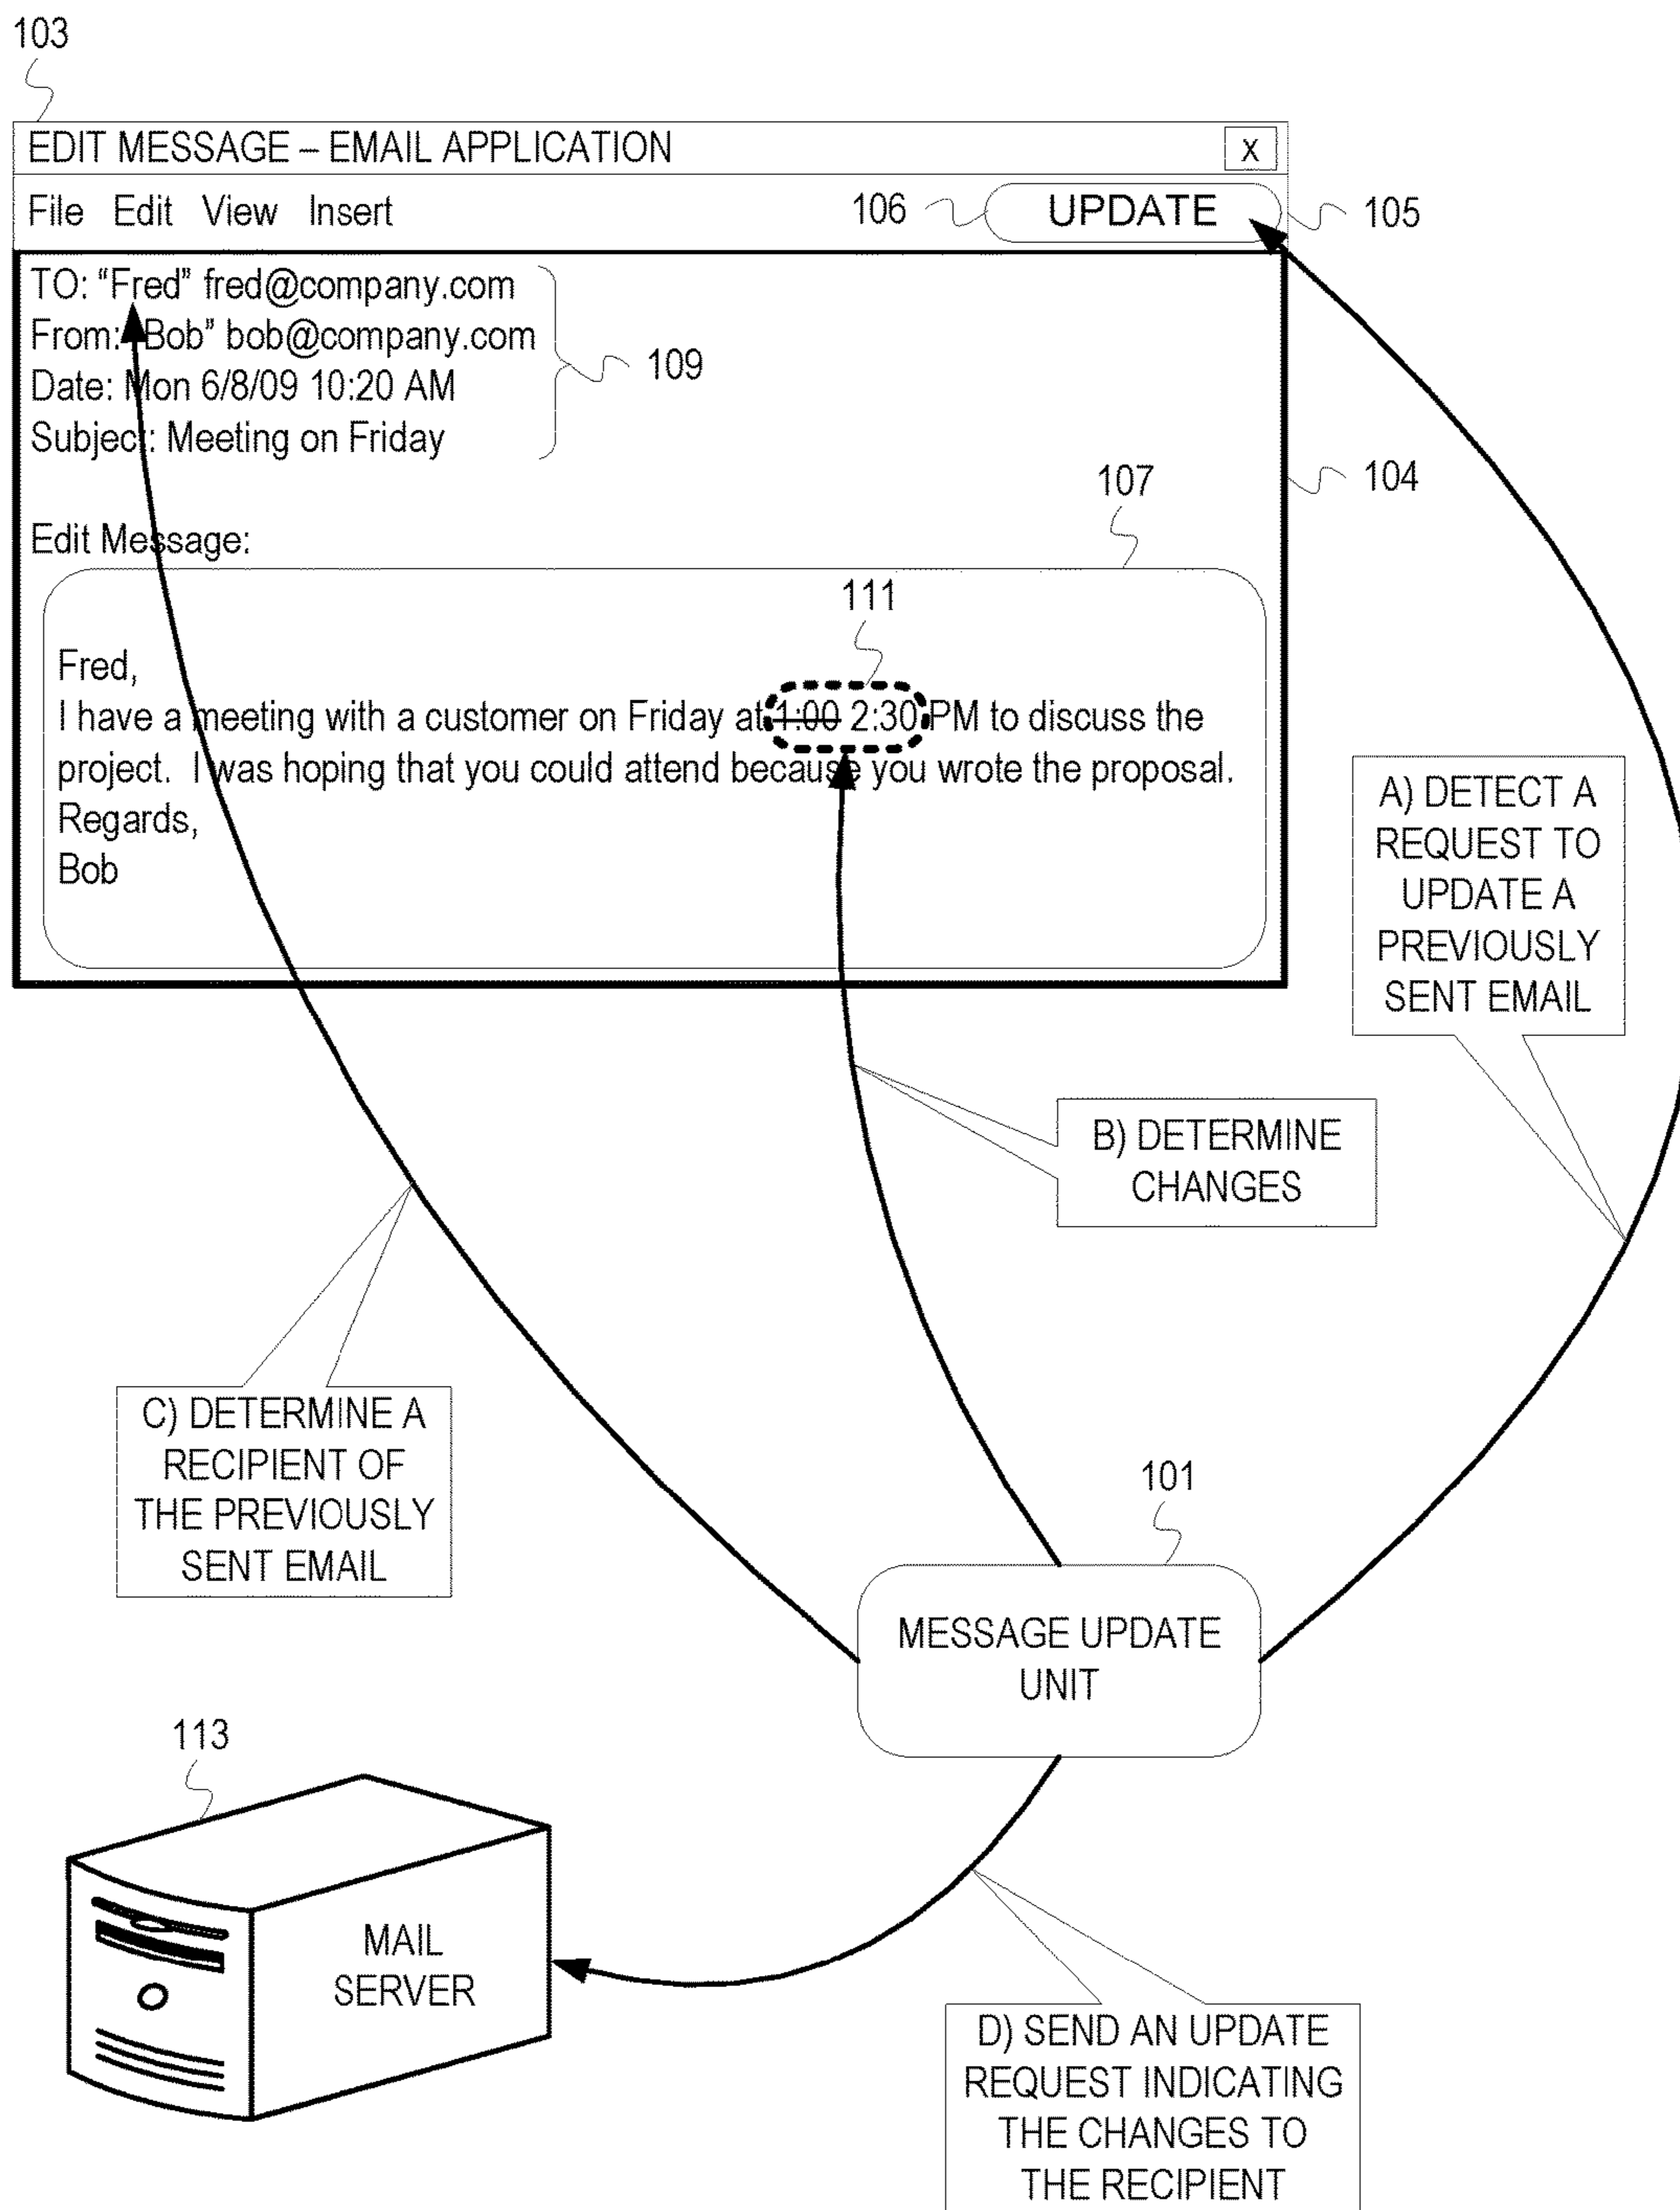 103
EDIT MESSAGE – EMAIL APPLICATION X
File Edit View Insert 106 UPDATE 105
TO: “Fred” fred@company.com
From: “Bob” bob@company.com
109
Date: Mon 6/8/09 10:20 AM
Subject: Meeting on Friday
104
107
Edit Message:
111
Fred,
I have a meeting with a customer on Friday at 1:00 2:30 PM to discuss the
project. I was hoping that you could attend because you wrote the proposal.
Regards,
Bob
A) DETECT A
REQUEST TO
UPDATE A
PREVIOUSLY
SENT EMAIL
B) DETERMINE
CHANGES
C) DETERMINE A
RECIPIENT OF
THE PREVIOUSLY
SENT EMAIL
101
MESSAGE UPDATE
UNIT
113
MAIL
SERVER
D) SEND AN UPDATE
REQUEST INDICATING
THE CHANGES TO
THE RECIPIENT